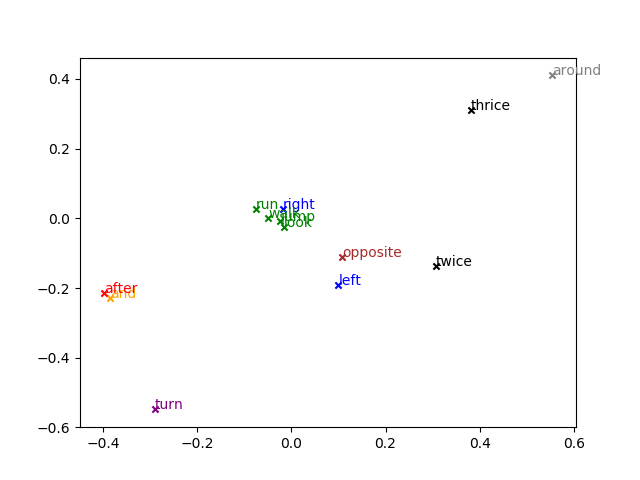 around
0.4
thrice
0.2
run right
walk
jump
0.0
look
opposite
twice
left
after
−0.2
and
−0.4
turn
−0.6
−0.4 −0.2 0.0 0.2 0.4 0.6